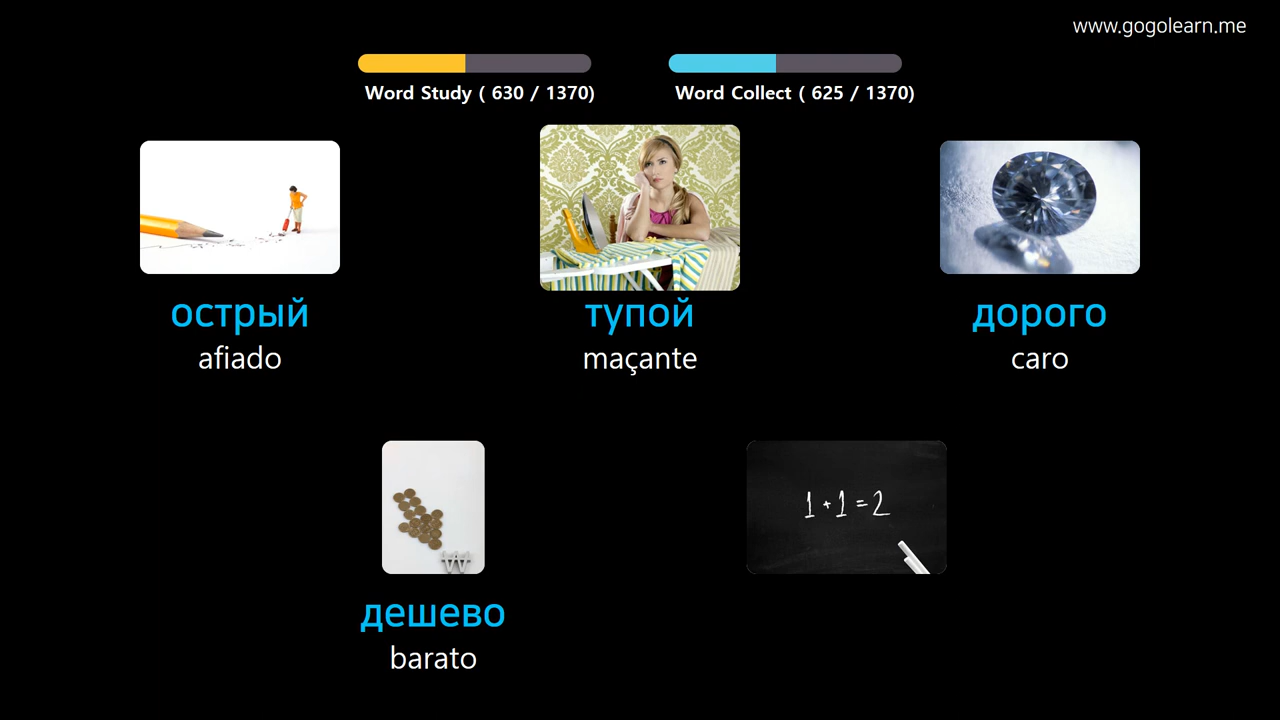 www.gogolearn.me
Word Study ( 630 / 1370)
Word Collect ( 625 / 1370)
острый
afiado
тупой
maçante
дорого
caro
дешево
barato
1+1=2